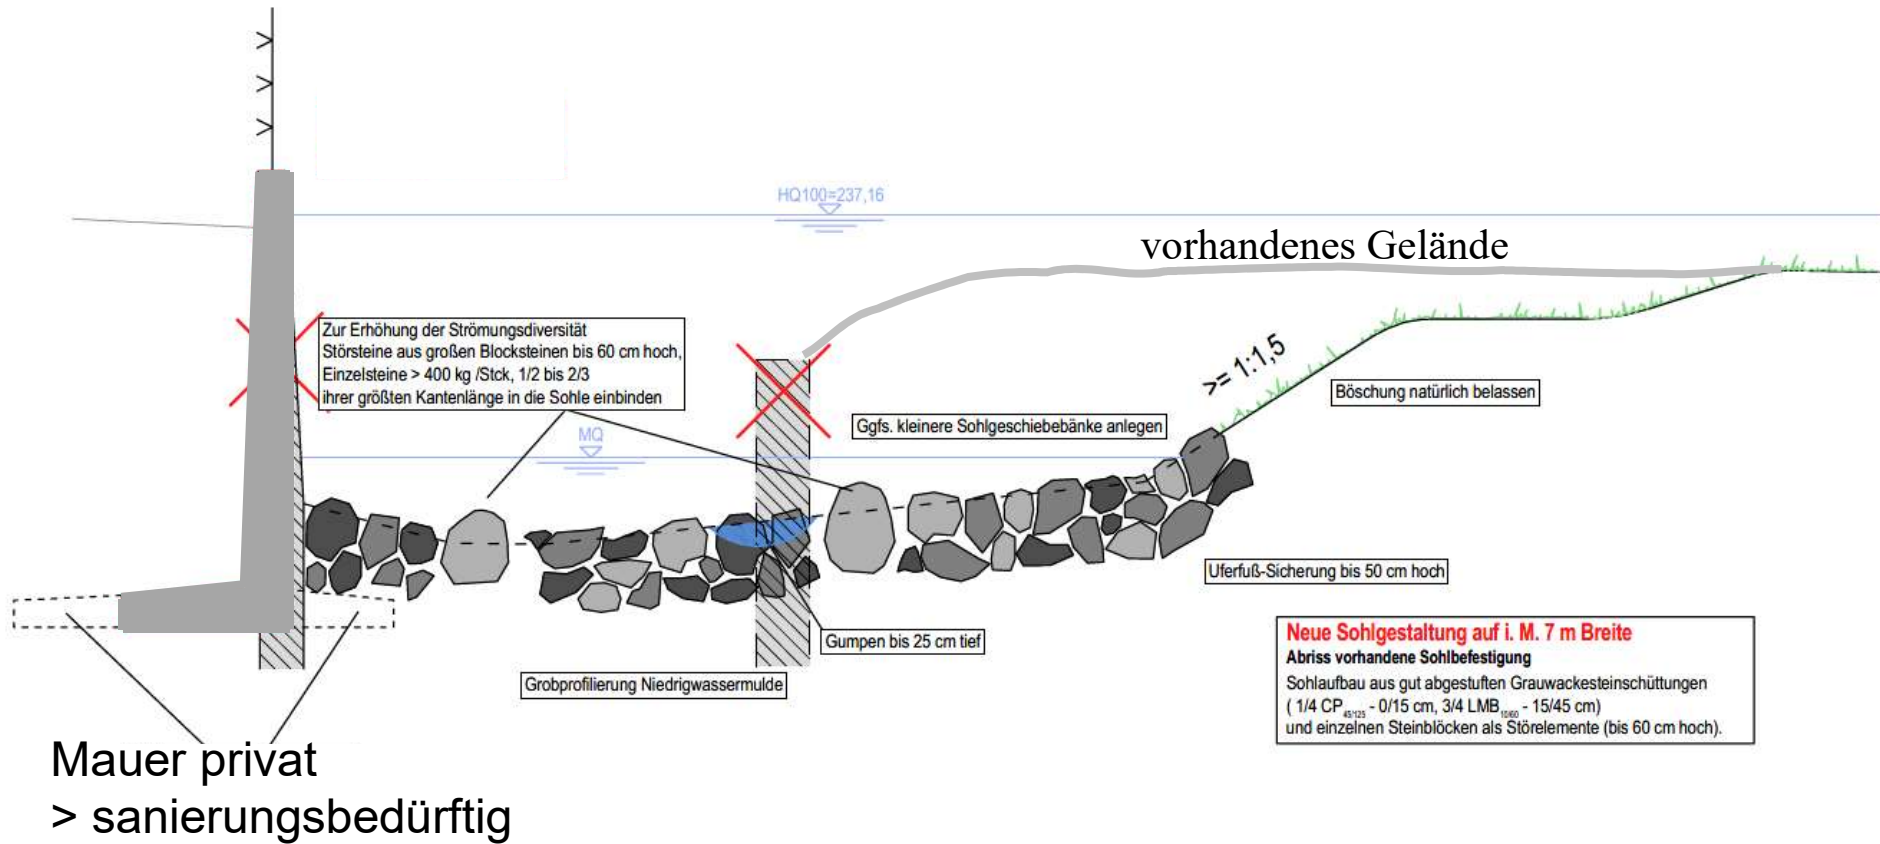 HQ100=237,16
vorhandenes Gelände
Zur Erhöhung der Strömungsdiversität
Störsteine aus großen Blocksteinen bis 60 cm hoch,
Einzelsteine > 400 kg /Stck, 1/2 bis 2/3
ihrer größten Kantenlänge in die Sohle einbinden
>= 1:1,5
Böschung natürlich belassen
Ggfs. kleinere Sohlgeschiebebänke anlegen
MQ
Uferfuß-Sicherung bis 50 cm hoch
Gumpen bis 25 cm tief
Grobprofilierung Niedrigwassermulde
Neue Sohlgestaltung auf i. M. 7 m Breite
Abriss vorhandene Sohlbefestigung
Sohlaufbau aus gut abgestuften Grauwackesteinschüttungen
( 1/4 CP45/125 - 0/15 cm, 3/4 LMB10/60 - 15/45 cm)
und einzelnen Steinblöcken als Störelemente (bis 60 cm hoch).
Mauer privat
> sanierungsbedürftig